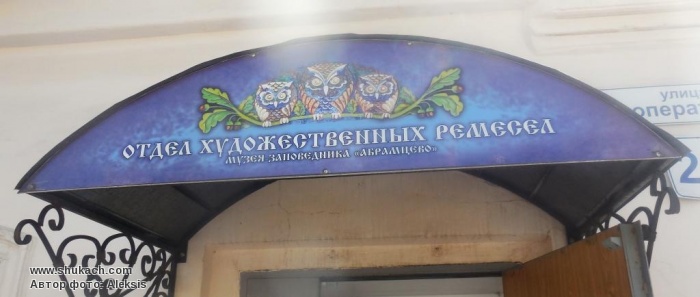 ОТДЕЛ ХУДОЖЕСТВЕННЫХ РЕМЕСЕЛ
МУЗЕЯ ЗАПОВЕДНИКА «АБРАМЦЕВО»
улиц
операт
2
www.shukach.com
Автор фото: Aleksis